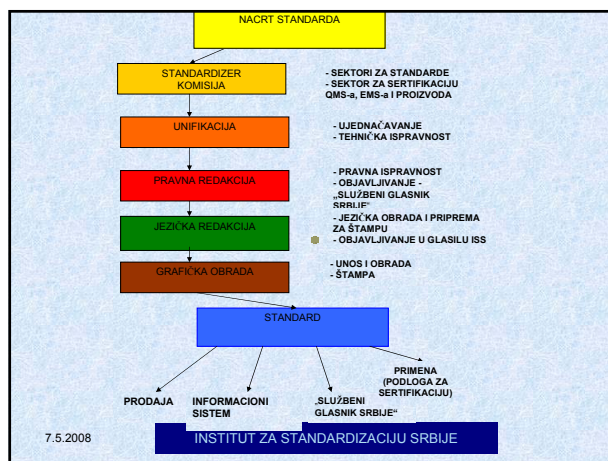 NACRT STANDARDA
STANDARDIZER
KOMISIJA
- SEKTORI ZA STANDARDE
- SEKTOR ZA SERTIFIKACIJU
QMS-a, EMS-a I PROIZVODA
UNIFIKACIJA
- UJEDNAČAVANJE
- TEHNIČKA ISPRAVNOST
PRAVNA REDAKCIJA
- PRAVNA ISPRAVNOST
- OBJAVLJIVANJE -
„SLUŽBENI GLASNIK
SRBIJE"
JEZIČKA REDAKCIJA
- JEZIČKA OBRADA I PRIPREMA
ZA ŠTAMPU
- OBJAVLJIVANJE U GLASILU ISS
GRAFIČKA OBRADA
- UNOS I OBRADA
- ŠTAMPA
STANDARD
PRODAJA
INFORMACIONI
SISTEM
„SLUŽBENI
GLASNIK SRBIJE“
PRIMENA
(PODLOGA ZA
SERTIFIKACIJU)
7.5.2008
INSTITUT ZA STANDARDIZACIJU SRBIJE